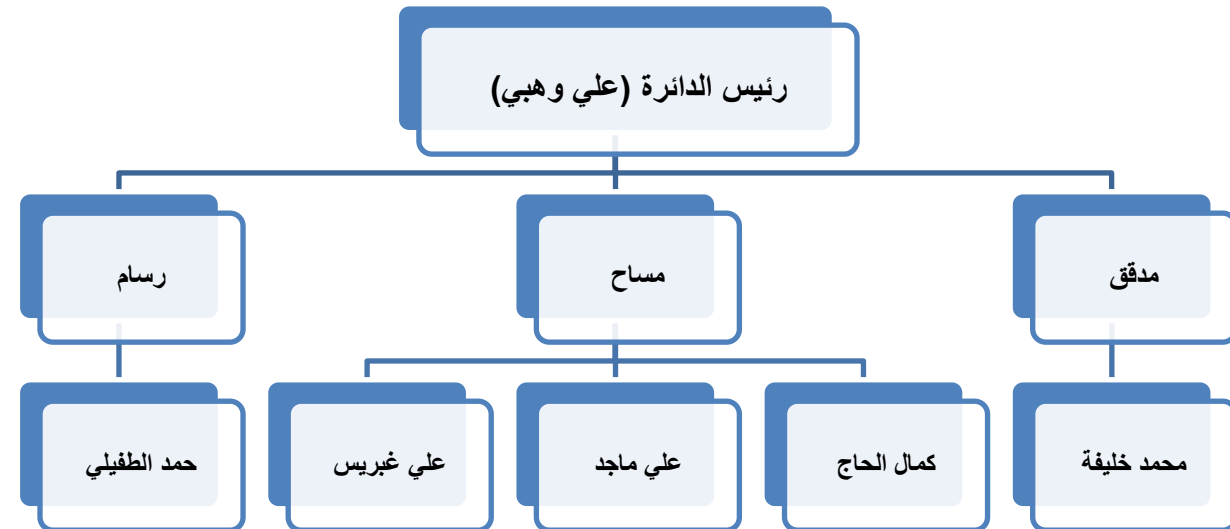 رئيس الدائرة (علي وهبي)
مدقق
مساح
رسام
محمد خليفة
كمال الحاج
علي ماجد
علي غبريس
حمد الطفيلي